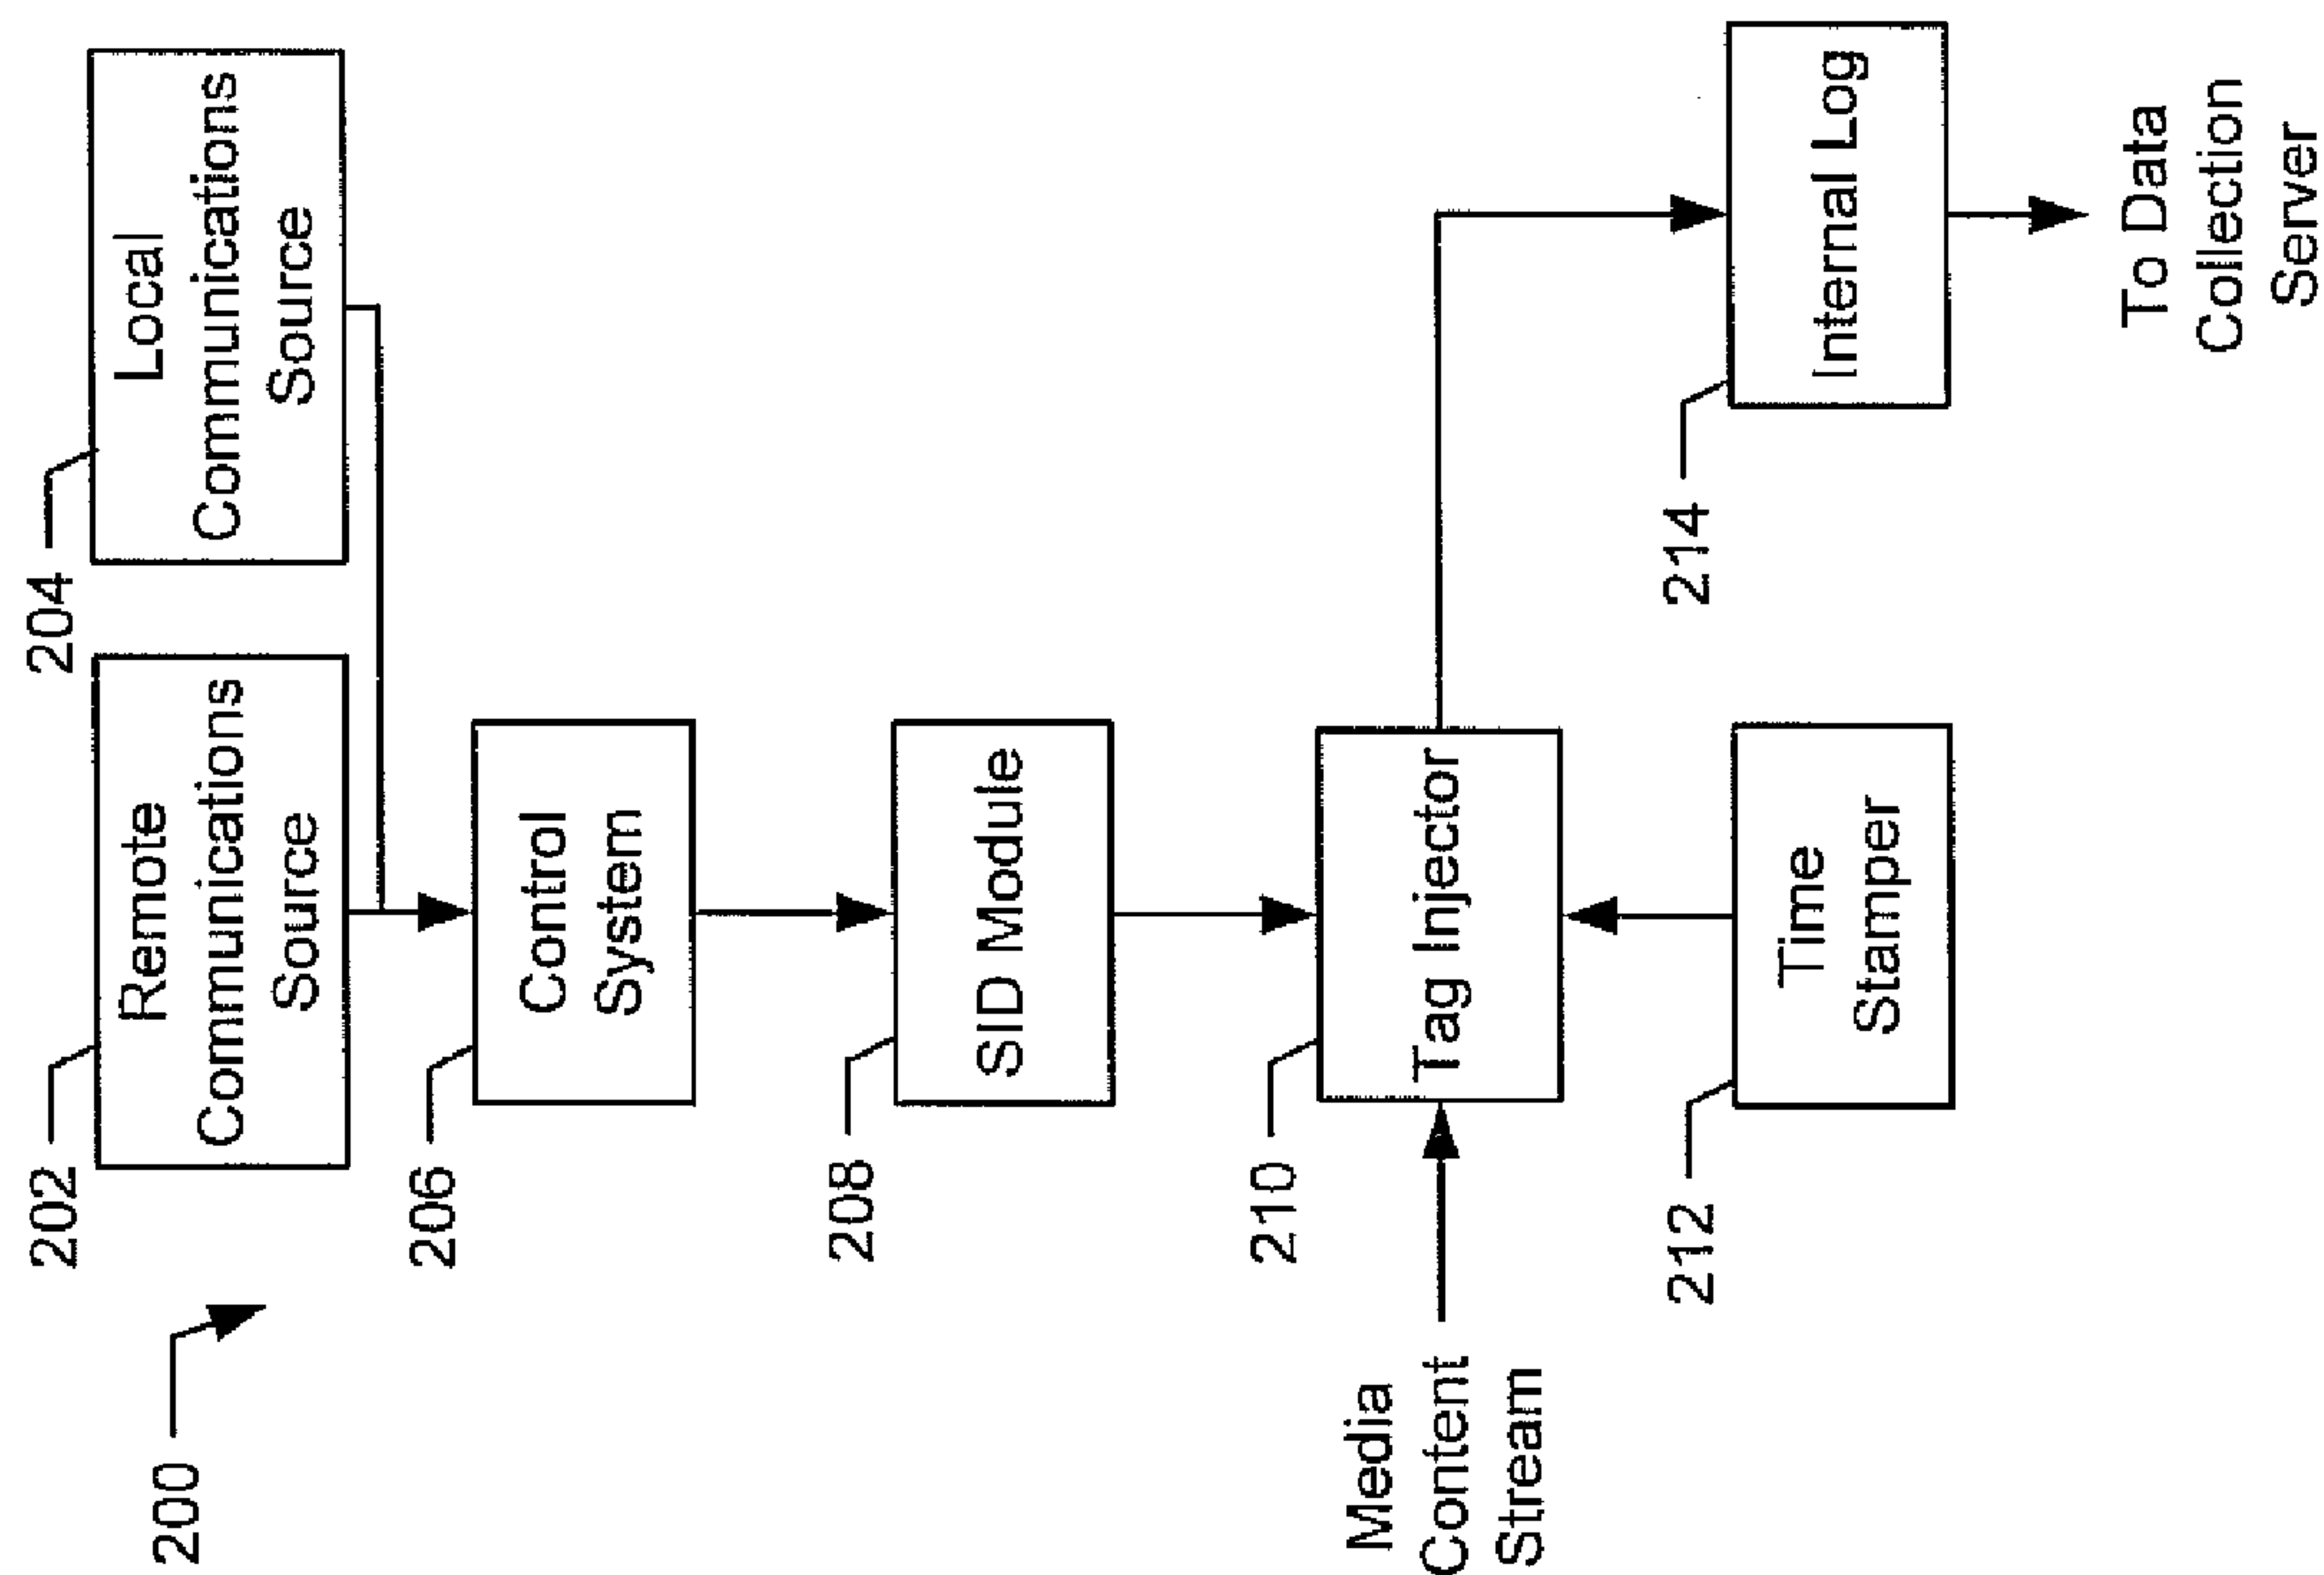 200
202
Remote
Communications
Source
204
Local
Communications
Source
206
Control
System
208
SID Module
210
Tag Injector
Media
Content
Stream
212
Time
Stamper
214
Internal Log
To Data
Collection
Server